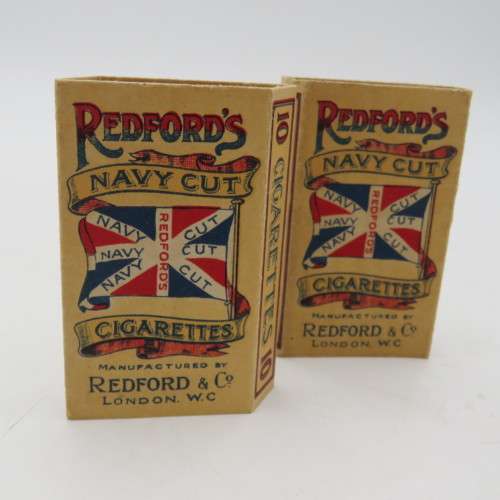 REDFORD'S
NAVY CUT
NAVY CUT
NAVY CUT
NAVY CUT
REDFORDS
CIGARETTES
MANUFACTURED BY
REDFORD & Co
LONDON. W.C
10 CIGARETTES 10
REDFORD'S
NAVY CUT
NAVY CUT
NAVY CUT
NAVY CUT
REDFORD'S
CIGARETTES
MANUFACTURED BY
REDFORD & Co
LONDON. W.C